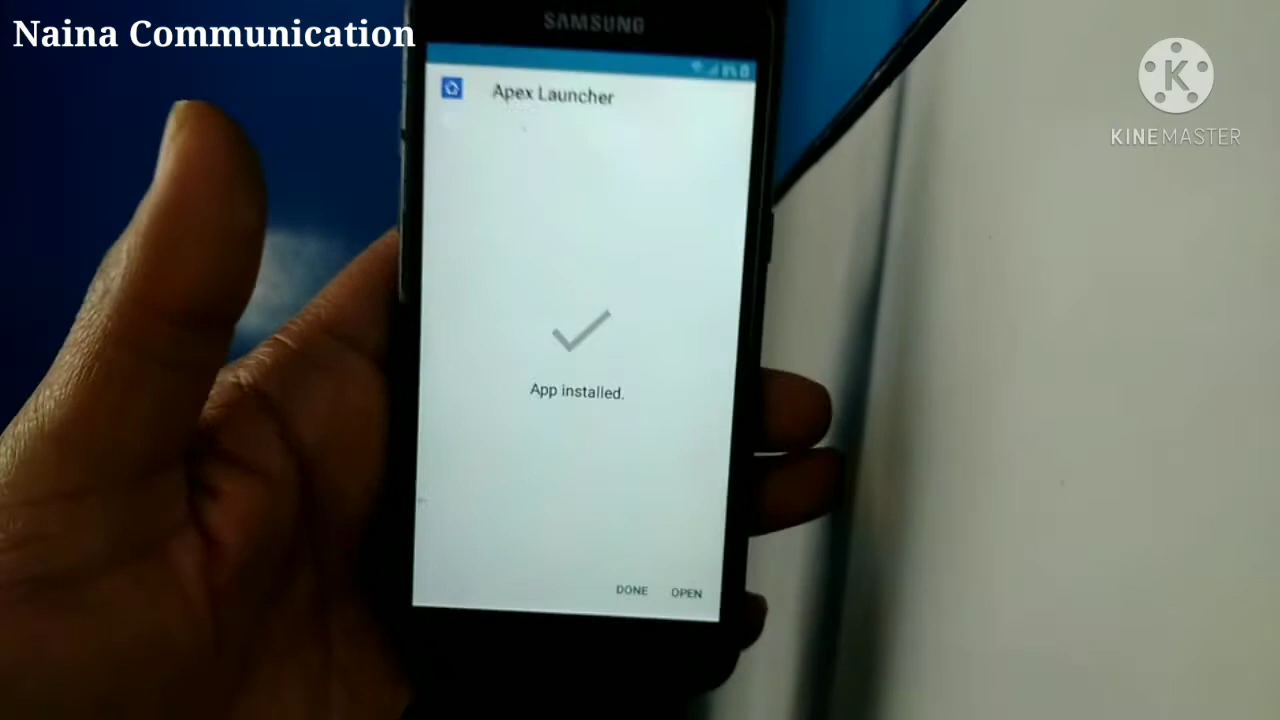 Naina Communication
SAMSUNG
K
KINEMASTER
Apex Launcher
App installed.
DONE OPEN